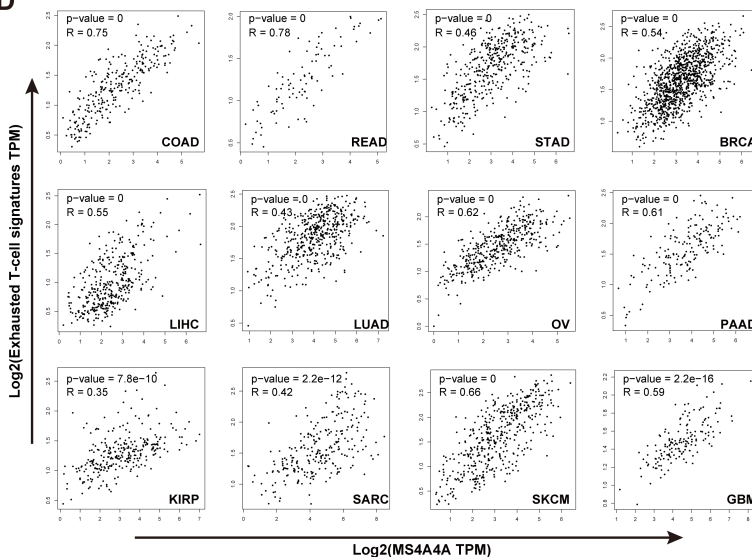 D
p-value = 0
R = 0.75
COAD
p-value = 0
R = 0.78
READ
p-value = 0
R = 0.46
STAD
p-value = 0
R = 0.54
BRCA
p-value = 0
R = 0.55
LIHC
p-value = 0
R = 0.43
LUAD
p-value = 0
R = 0.62
OV
p-value = 0
R = 0.61
PAAD
p-value = 7.8e-10
R = 0.35
KIRP
p-value = 2.2e-12
R = 0.42
SARC
p-value = 0
R = 0.66
SKCM
p-value = 2.2e-16
R = 0.59
GBM
Log2(Exhausted T-cell signatures TPM)
Log2(MS4A4A TPM)